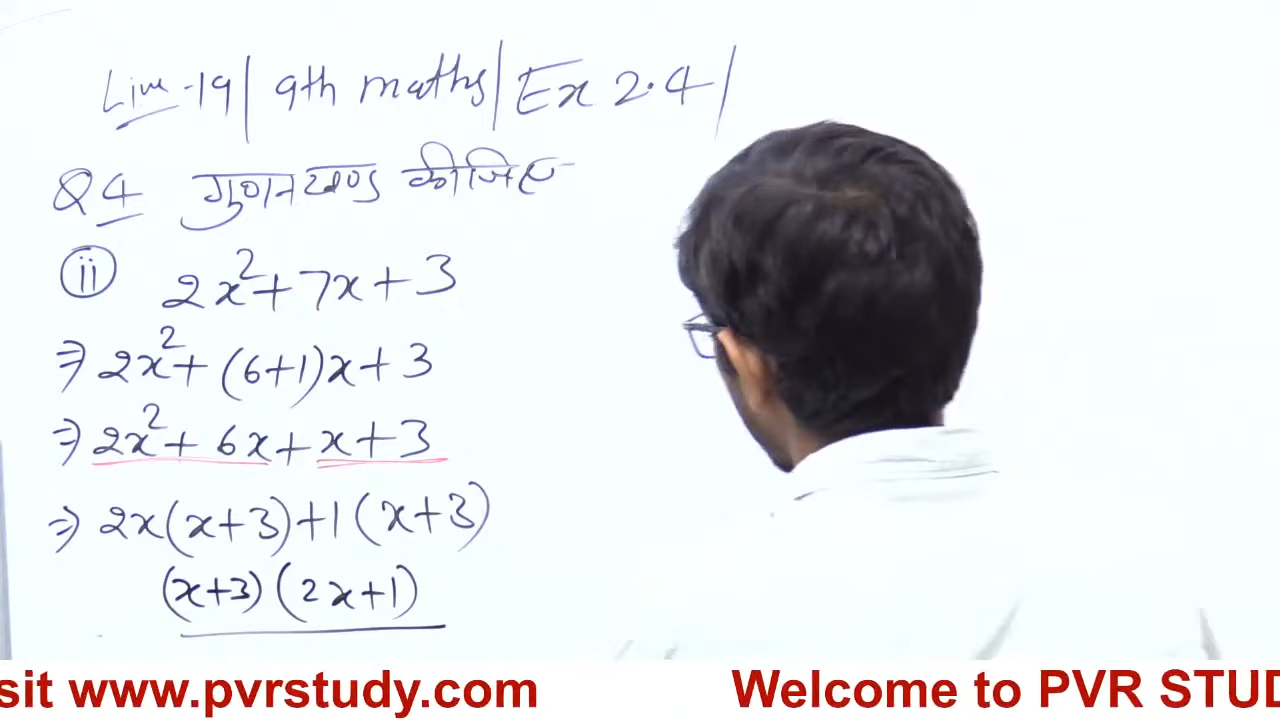 Live-19| 9th maths| Ex 2.4|
Q4 गुणनखण्ड कीजिए
ii 2x²+7x+3
⇒ 2x²+(6+1)x+3
⇒ 2x²+6x+x+3
⇒ 2x(x+3)+1(x+3)
(x+3)(2x+1)
sit www.pvrstudy.com Welcome to PVR STUD